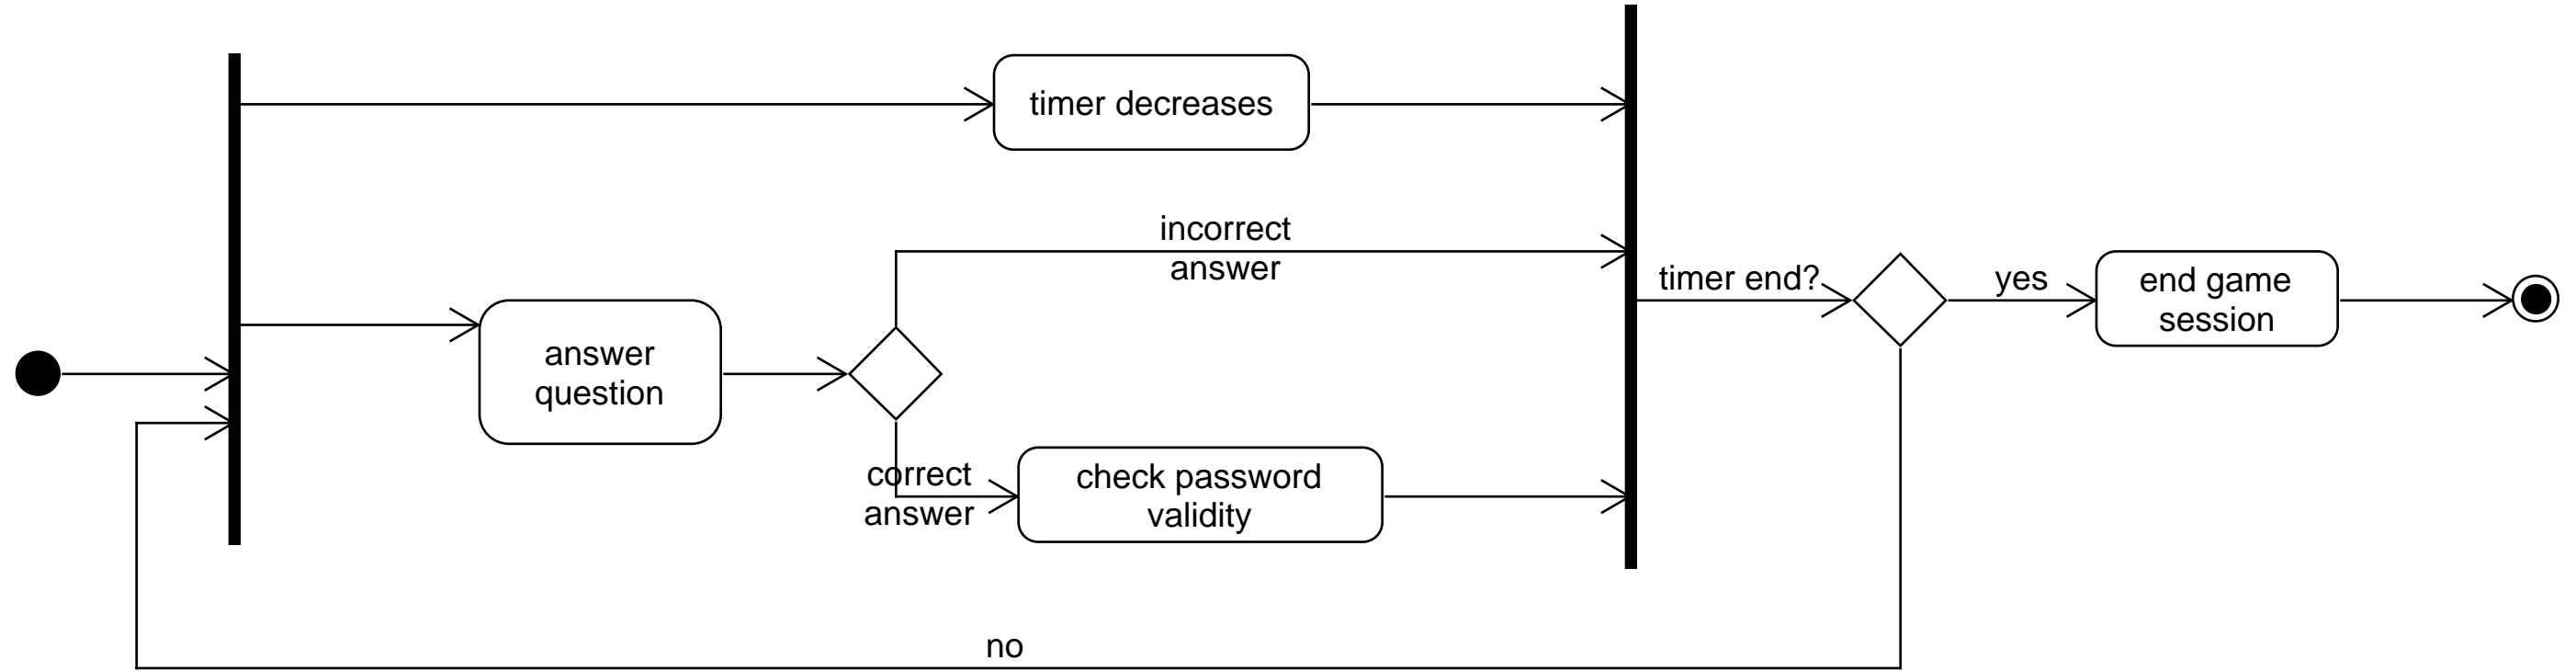 timer decreases
incorrect
answer
timer end?
yes
end game
session
answer
question
correct
answer
check password
validity
no